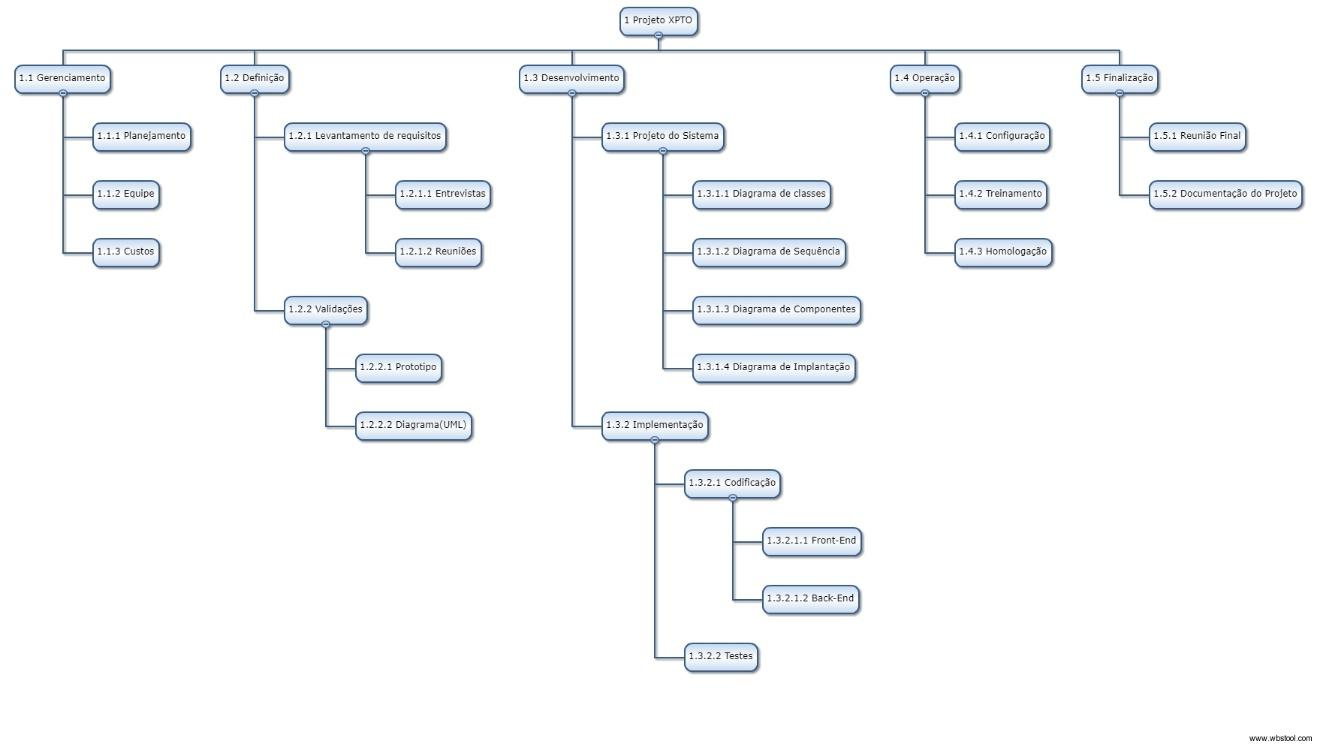 1 Projeto XPTO
1.1 Gerenciamento
1.1.1 Planejamento
1.1.2 Equipe
1.1.3 Custos
1.2 Definição
1.2.1 Levantamento de requisitos
1.2.1.1 Entrevistas
1.2.1.2 Reuniões
1.2.2 Validações
1.2.2.1 Prototipo
1.2.2.2 Diagrama(UML)
1.3 Desenvolvimento
1.3.1 Projeto do Sistema
1.3.1.1 Diagrama de classes
1.3.1.2 Diagrama de Sequência
1.3.1.3 Diagrama de Componentes
1.3.1.4 Diagrama de Implantação
1.3.2 Implementação
1.3.2.1 Codificação
1.3.2.1.1 Front-End
1.3.2.1.2 Back-End
1.3.2.2 Testes
1.4 Operação
1.4.1 Configuração
1.4.2 Treinamento
1.4.3 Homologação
1.5 Finalização
1.5.1 Reunião Final
1.5.2 Documentação do Projeto
www.wbstool.com